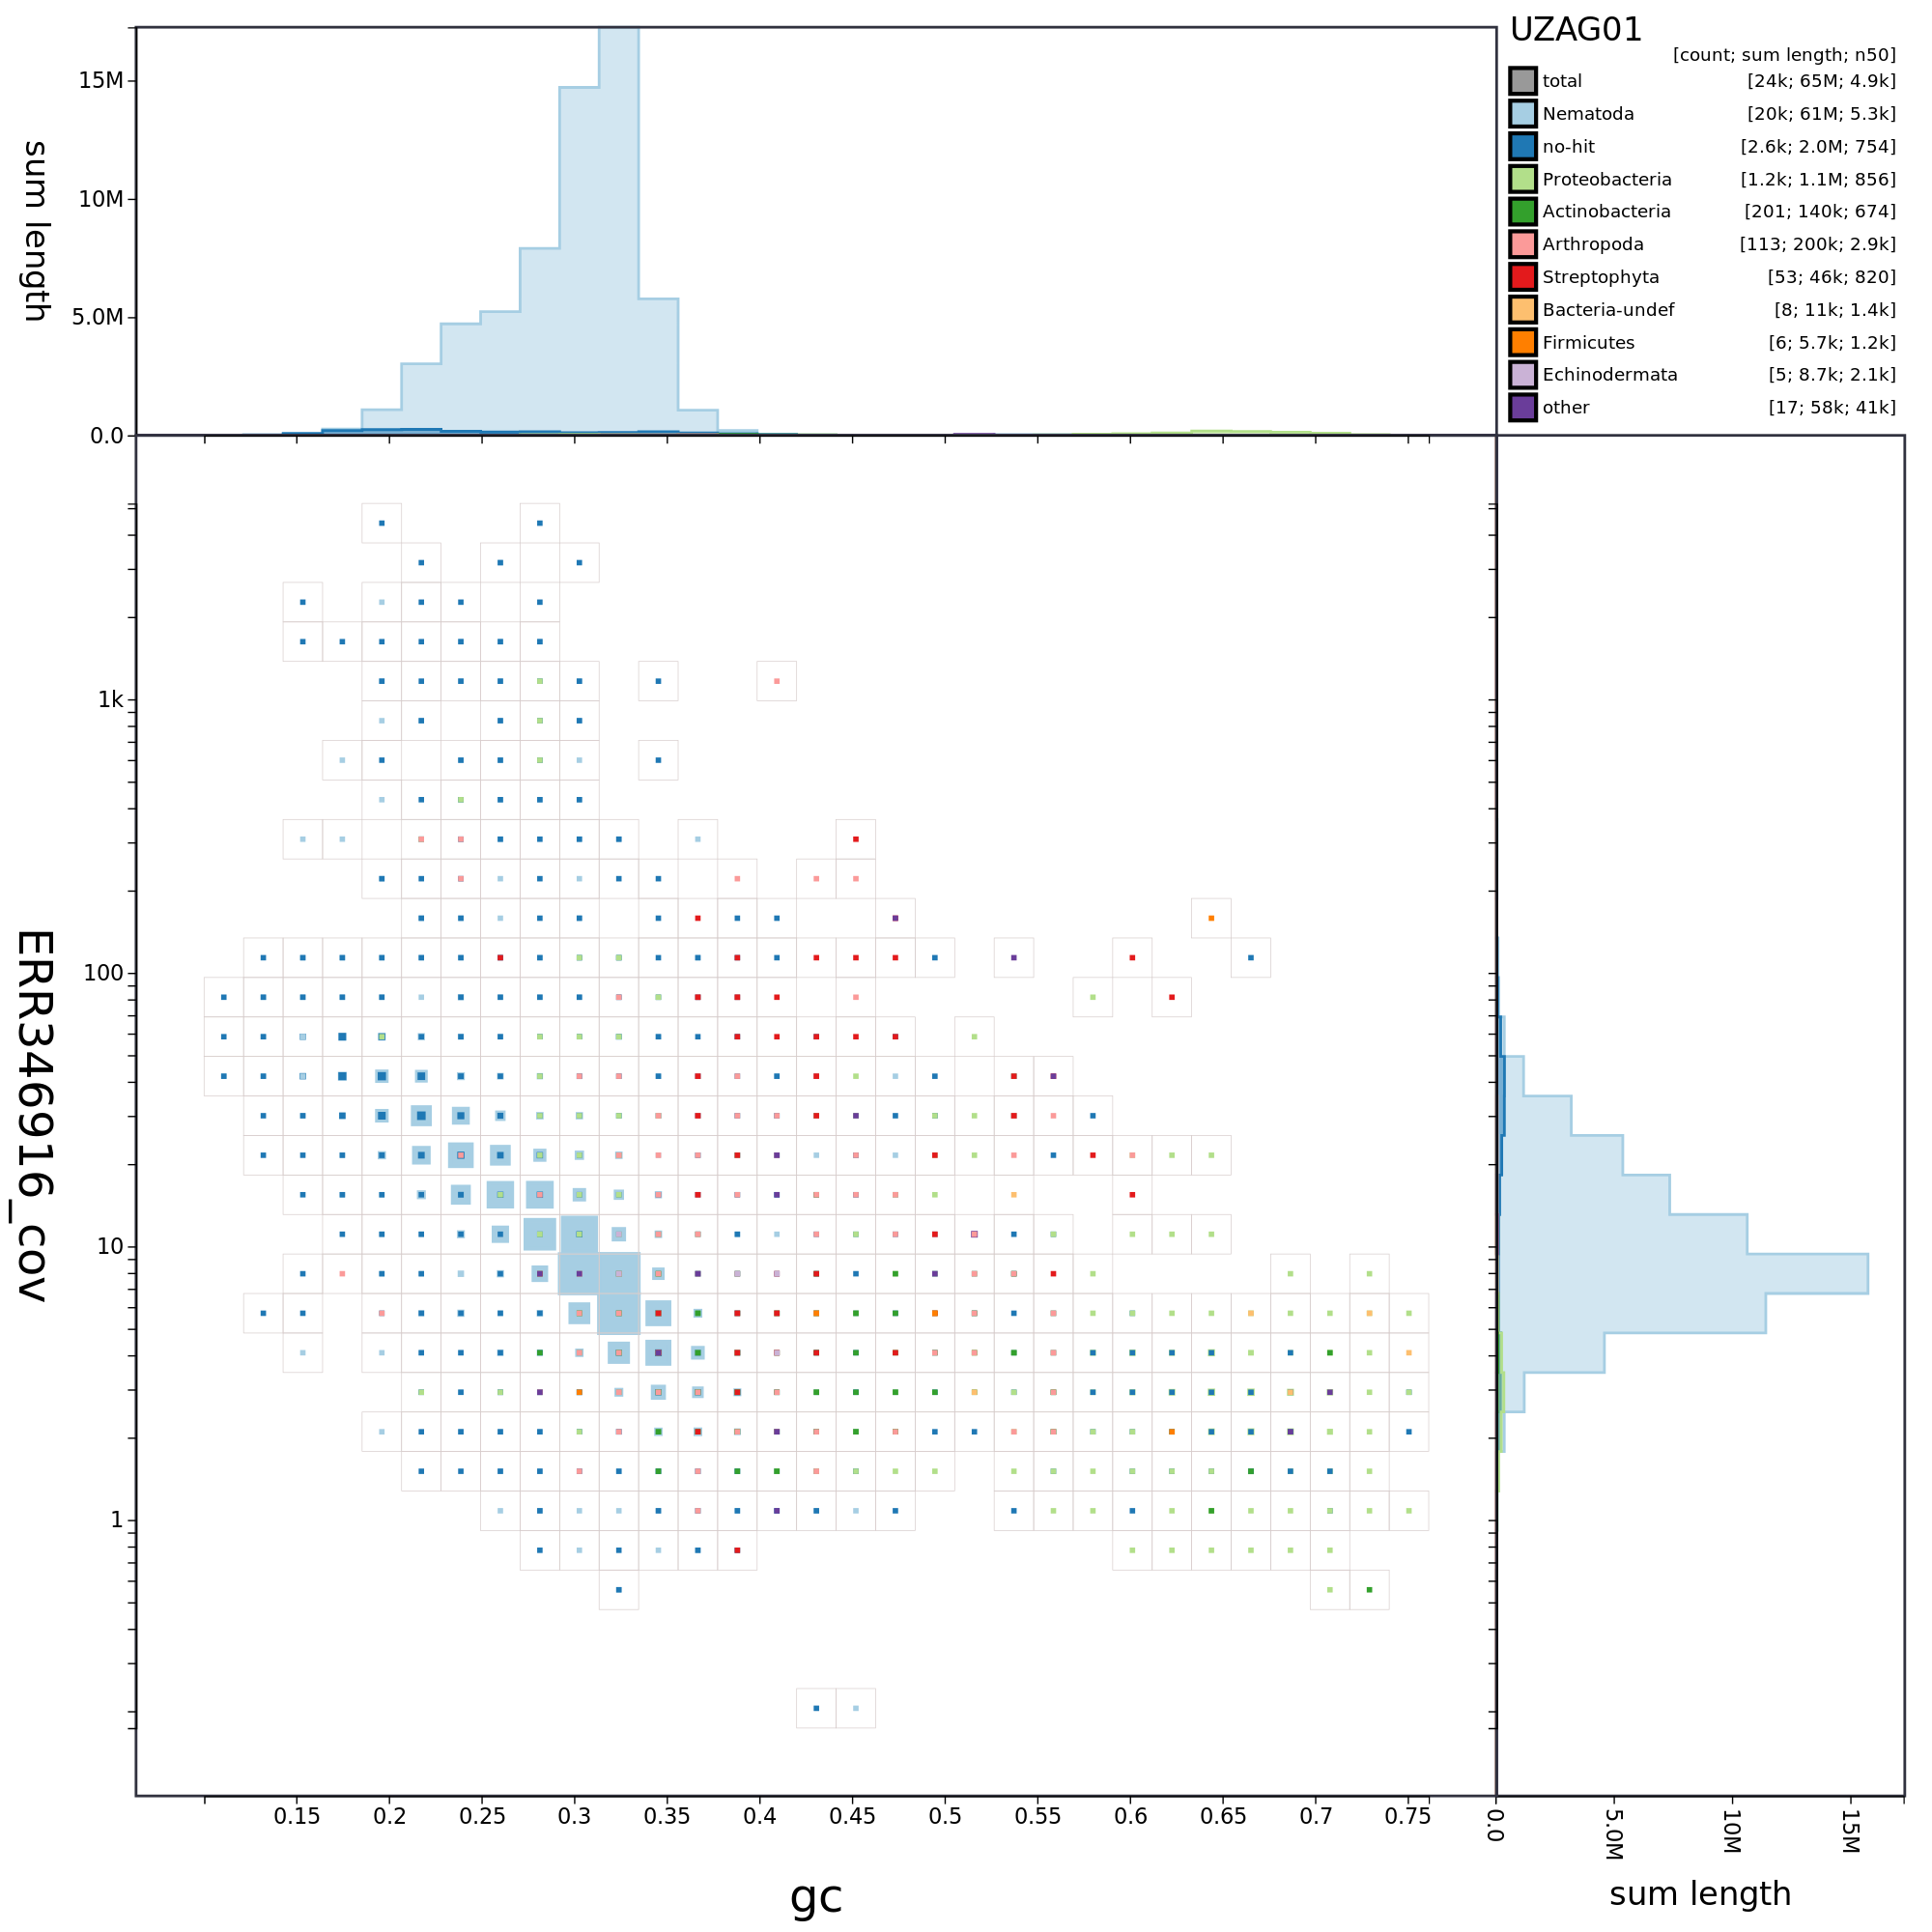 UZAG01
[count; sum length; n50]
total [24k; 65M; 4.9k]
Nematoda [20k; 61M; 5.3k]
no-hit [2.6k; 2.0M; 754]
Proteobacteria [1.2k; 1.1M; 856]
Actinobacteria [201; 140k; 674]
Arthropoda [113; 200k; 2.9k]
Streptophyta [53; 46k; 820]
Bacteria-undef [8; 11k; 1.4k]
Firmicutes [6; 5.7k; 1.2k]
Echinodermata [5; 8.7k; 2.1k]
other [17; 58k; 41k]
sum length
15M
10M
5.0M
0.0
ERR346916_cov
1k
100
10
1
0.15 0.2 0.25 0.3 0.35 0.4 0.45 0.5 0.55 0.6 0.65 0.7 0.75
gc
0.0 5.0M 10M 15M
sum length